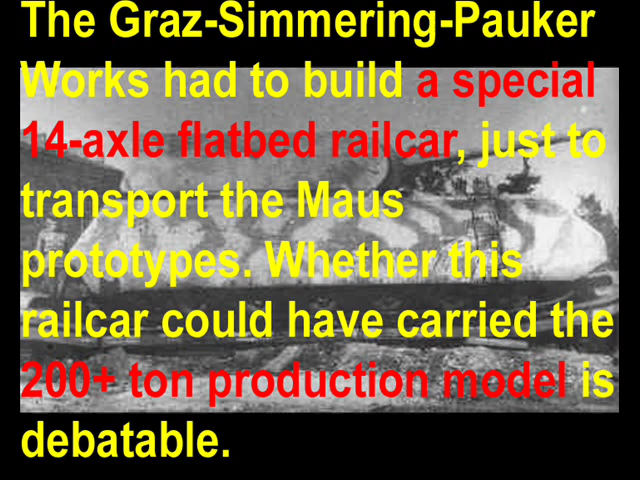 The Graz-Simmering-Pauker
Works had to build a special
14-axle flatbed railcar, just to
transport the Maus
prototypes. Whether this
railcar could have carried the
200+ ton production model is
debatable.